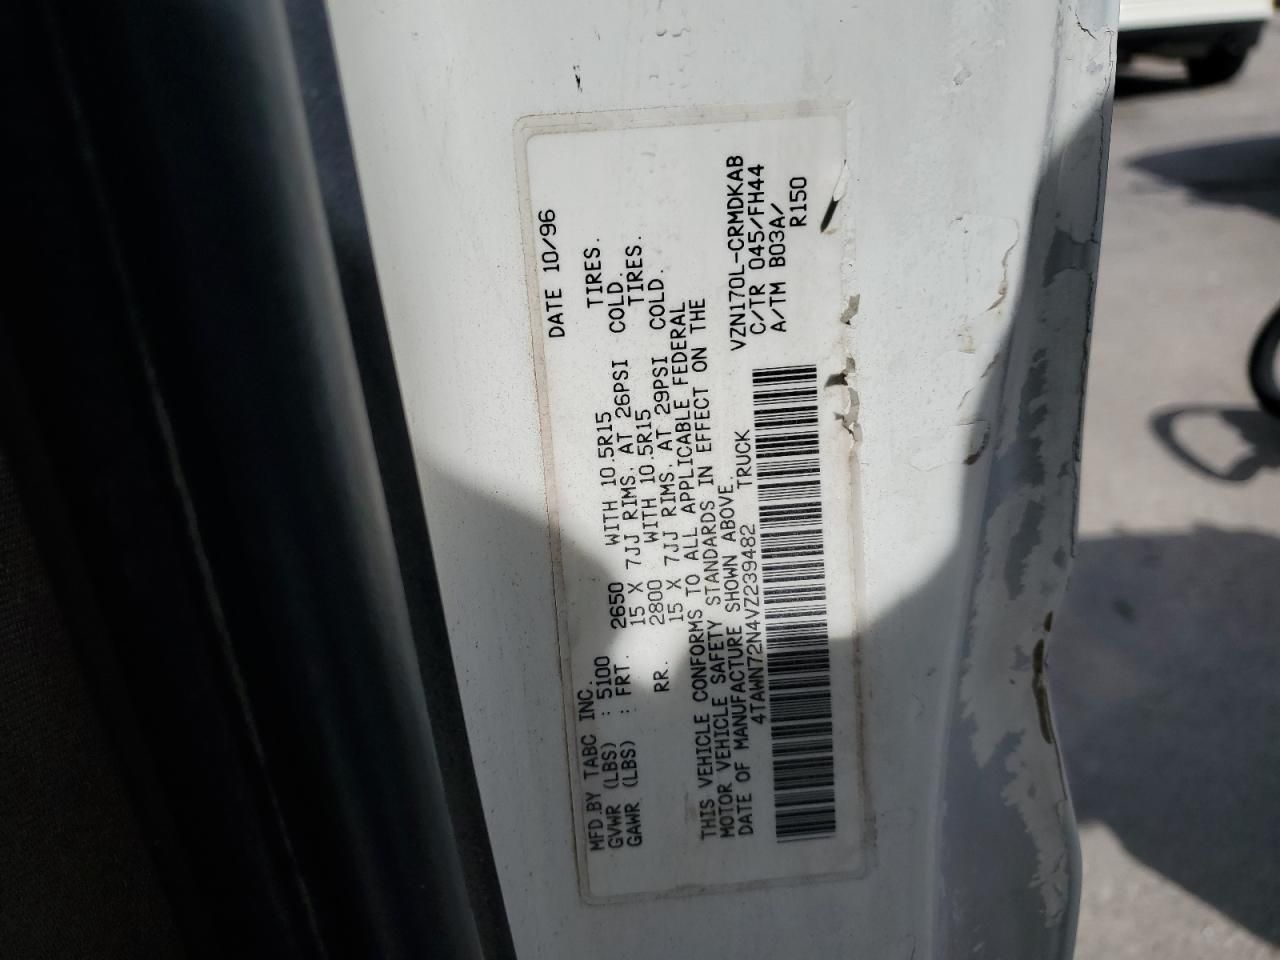 DATE 10/96
MFD.BY TABC INC.
GVWR (LBS) : 5100
GAWR (LBS) : FRT. 2650 WITH 10.5R15 TIRES.
15 X 7JJ RIMS. AT 26PSI COLD.
RR. 2800 WITH 10.5R15 TIRES.
15 X 7JJ RIMS. AT 29PSI COLD.
THIS VEHICLE CONFORMS TO ALL APPLICABLE FEDERAL
MOTOR VEHICLE SAFETY STANDARDS IN EFFECT ON THE
DATE OF MANUFACTURE SHOWN ABOVE.
4TAWN72N4VZ239482 TRUCK
VZN170L-CRMDKAB
C/TR 045/FH44
A/TM B03A/
R150